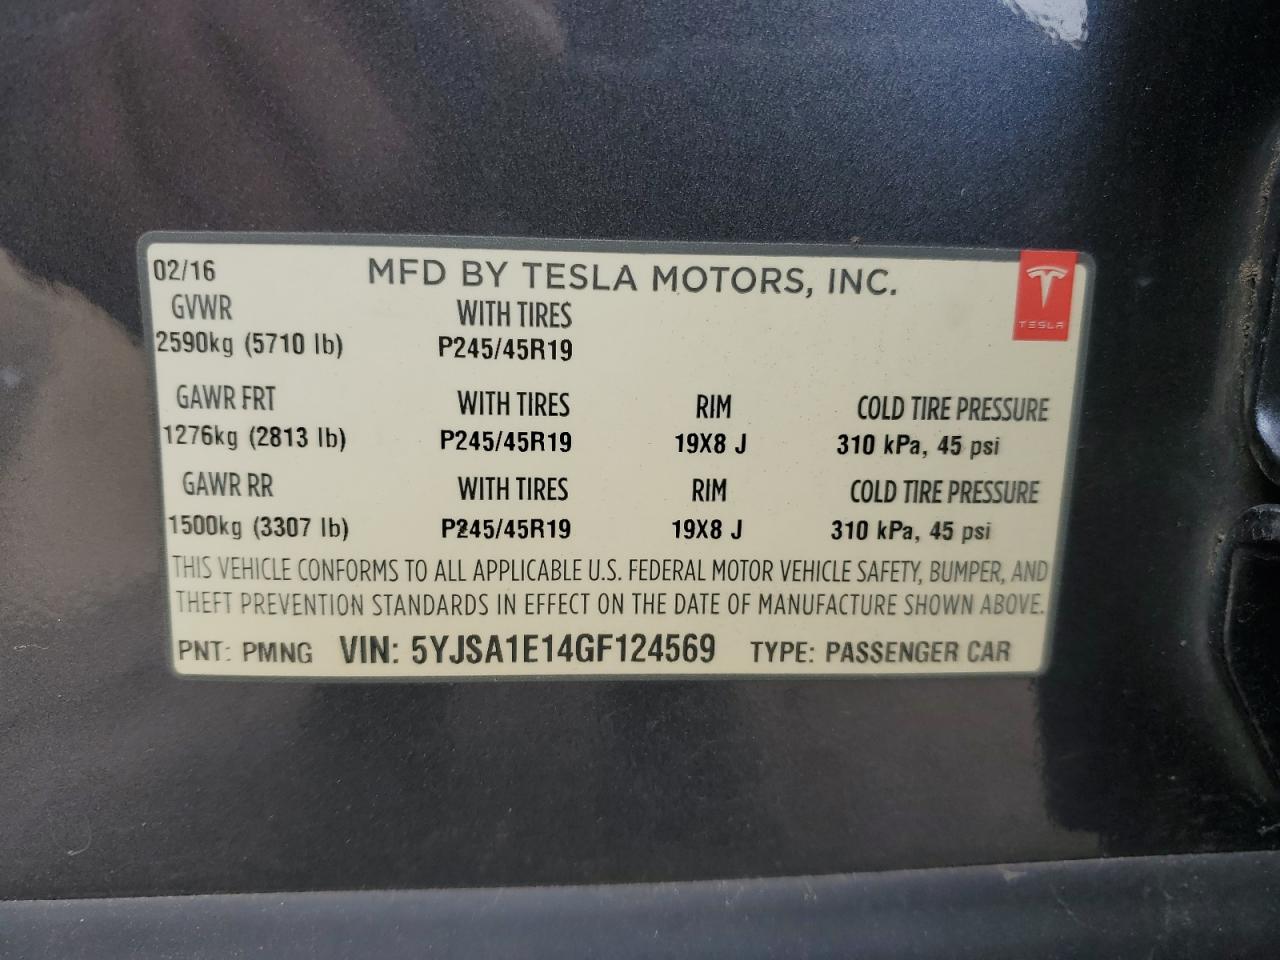 02/16 MFD BY TESLA MOTORS, INC.
TESLA
GVWR WITH TIRES
2590kg (5710 lb) P245/45R19
GAWR FRT WITH TIRES RIM COLD TIRE PRESSURE
1276kg (2813 lb) P245/45R19 19X8 J 310 kPa, 45 psi
GAWR RR WITH TIRES RIM COLD TIRE PRESSURE
1500kg (3307 lb) P245/45R19 19X8 J 310 kPa, 45 psi
THIS VEHICLE CONFORMS TO ALL APPLICABLE U.S. FEDERAL MOTOR VEHICLE SAFETY, BUMPER, AND
THEFT PREVENTION STANDARDS IN EFFECT ON THE DATE OF MANUFACTURE SHOWN ABOVE.
PNT: PMNG VIN: 5YJSA1E14GF124569 TYPE: PASSENGER CAR